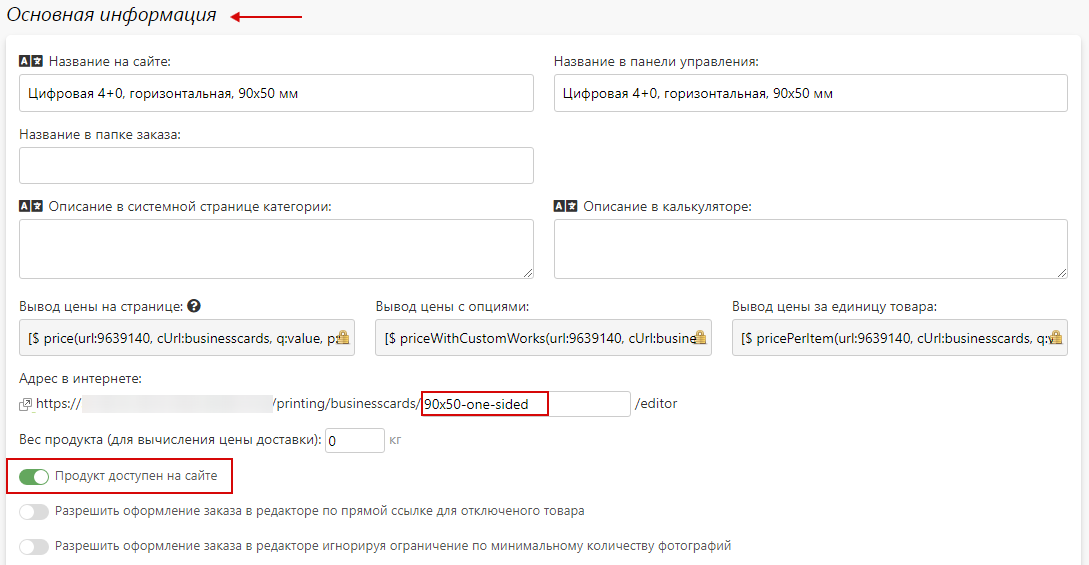 Основная информация
Название на сайте:
Название в панели управления:
Цифровая 4+0, горизонтальная, 90x50 мм
Цифровая 4+0, горизонтальная, 90x50 мм
Название в папке заказа:
Описание в системной странице категории:
Описание в калькуляторе:
Вывод цены на странице:
Вывод цены с опциями:
Вывод цены за единицу товара:
[$ price(url:9639140, cUrl:businesscards, q:value, p:
[$ priceWithCustomWorks(url:9639140, cUrl:busine
[$ pricePerItem(url:9639140, cUrl:businesscards, q:v
Адрес в интернете:
https:// /printing/businesscards/ 90x50-one-sided /editor
Вес продукта (для вычисления цены доставки): 0 кг
Продукт доступен на сайте
Разрешить оформление заказа в редакторе по прямой ссылке для отключеного товара
Разрешить оформление заказа в редакторе игнорируя ограничение по минимальному количеству фотографий